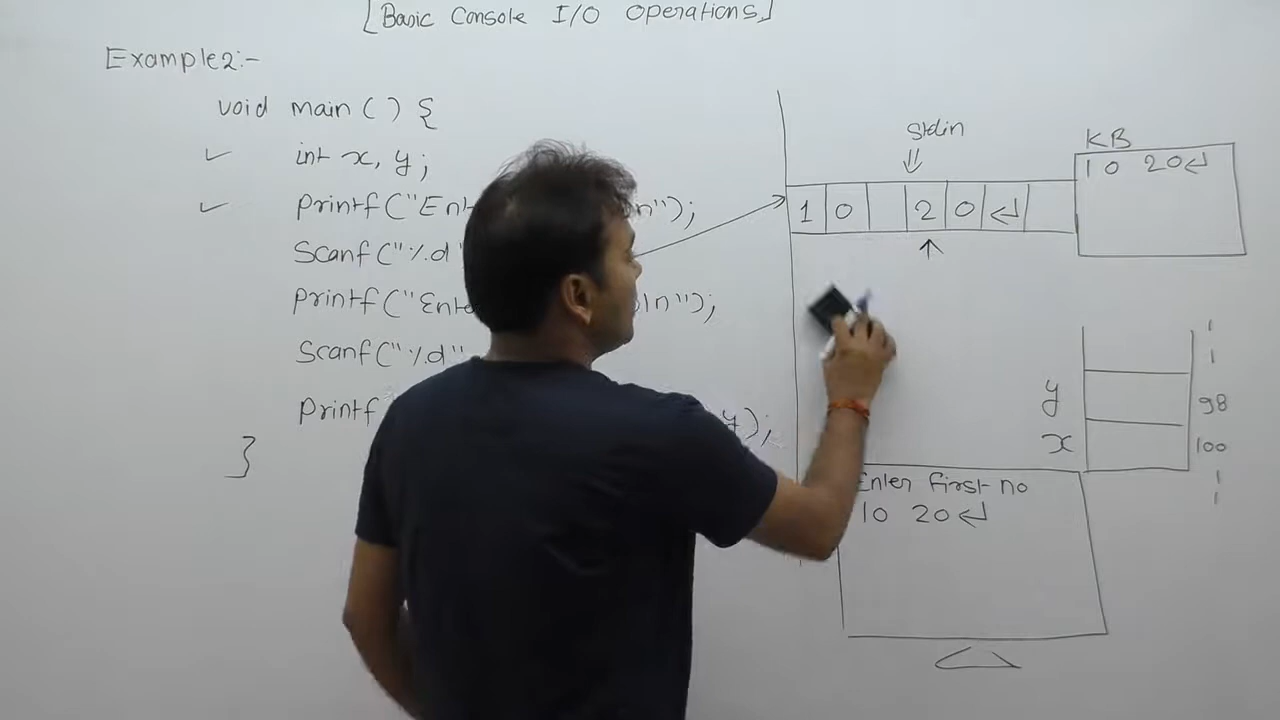 [Basic Console I/O Operations]
Example2:-
void main ( ) {
int x, y;
Printf ("Ent n");
Scanf ("%d"
Printf ("Ente \n");
Scanf ("%d"
Printf y);
}
Stdin
1 0 2 0 ↵
KB
10 20↵
y 98
x 100
Enter first no
10 20↵